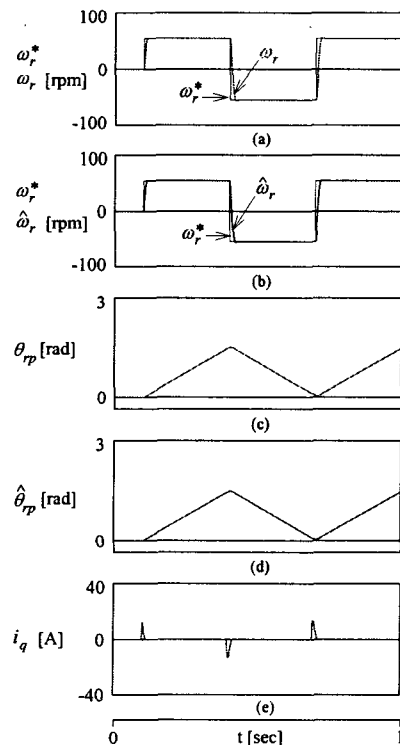 100
ω_r^*
ω_r [rpm]
0
-100
ω_r
ω_r^*
(a)
100
ω_r^*
ω̂_r [rpm]
0
-100
ω̂_r
ω_r^*
(b)
3
θ_rp [rad]
0
(c)
3
θ̂_rp [rad]
0
(d)
40
i_q [A]
0
-40
(e)
0
t [sec]
1